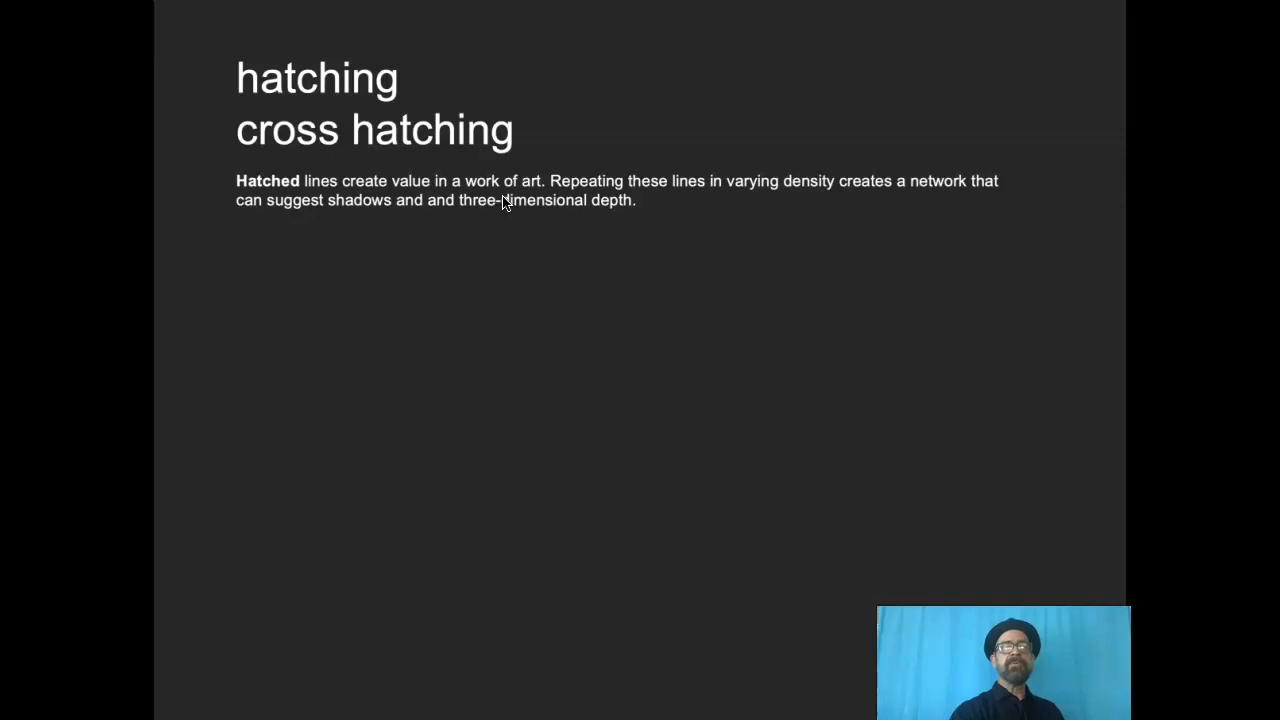 hatching
cross hatching
Hatched lines create value in a work of art. Repeating these lines in varying density creates a network that
can suggest shadows and and three-dimensional depth.